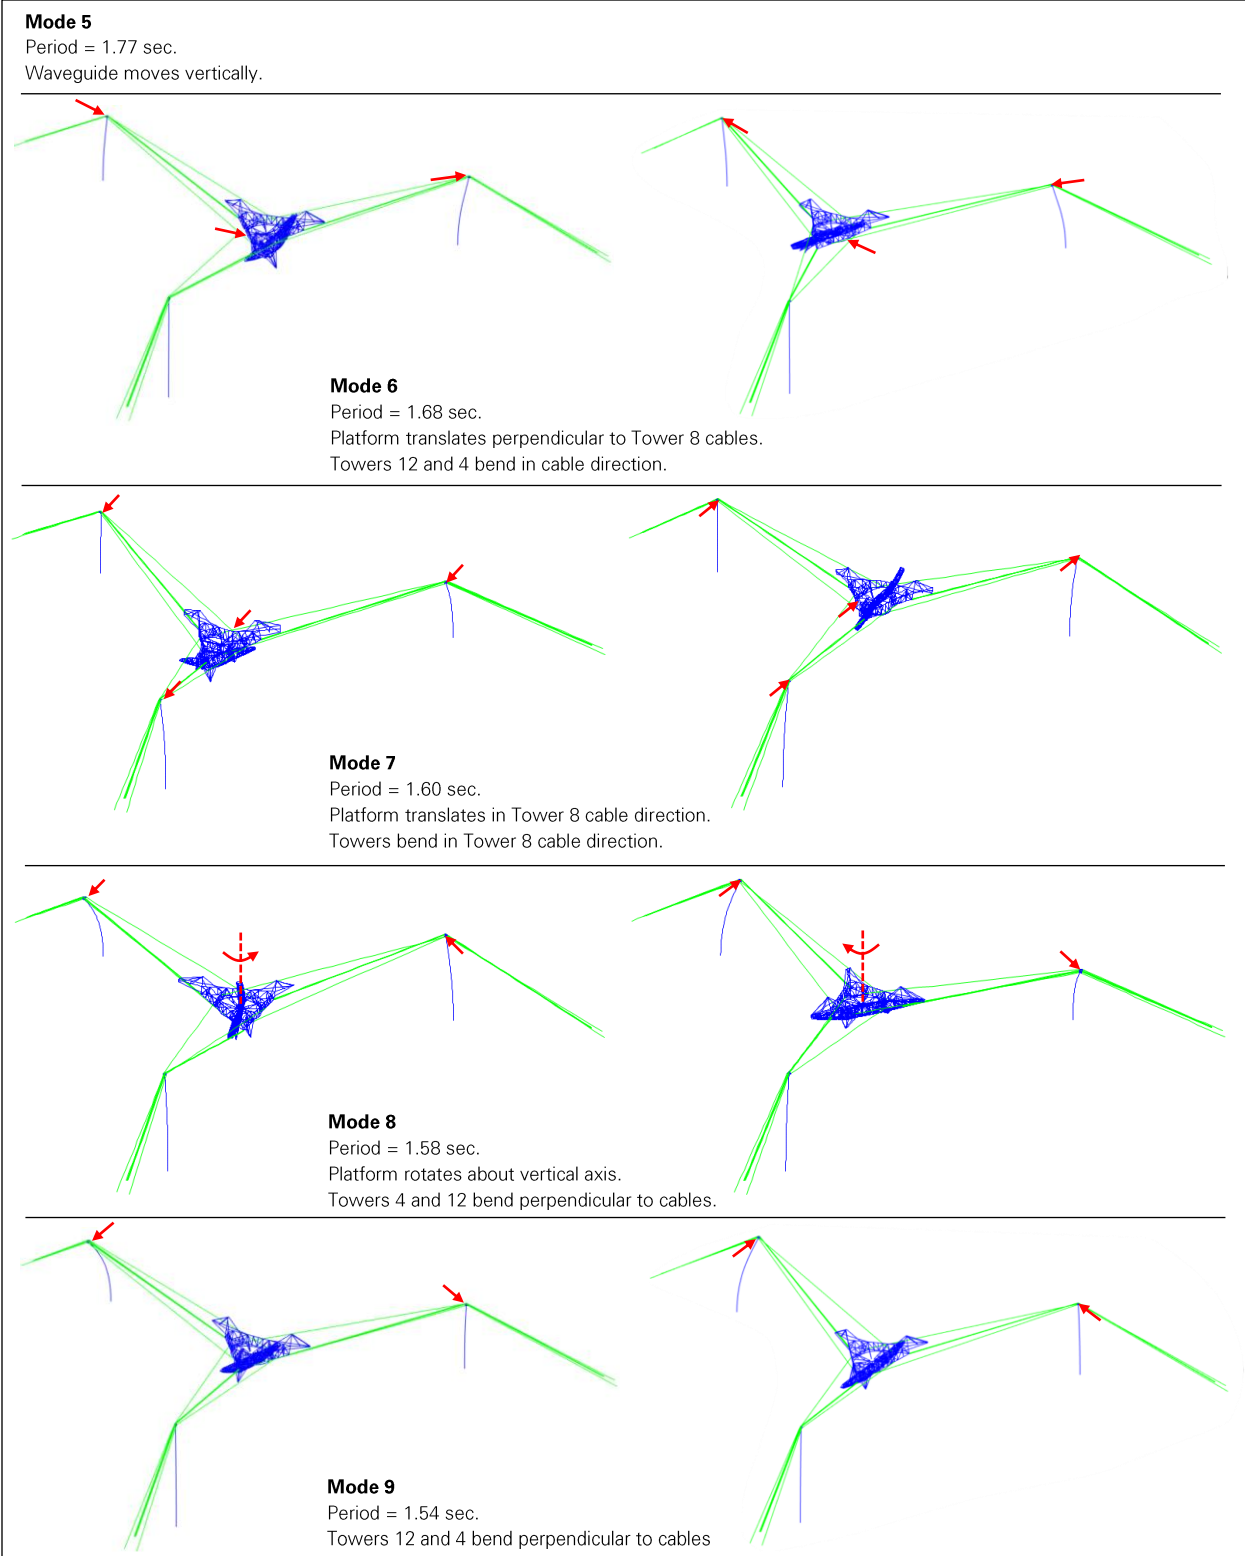 Mode 5
Period = 1.77 sec.
Waveguide moves vertically.
Mode 6
Period = 1.68 sec.
Platform translates perpendicular to Tower 8 cables.
Towers 12 and 4 bend in cable direction.
Mode 7
Period = 1.60 sec.
Platform translates in Tower 8 cable direction.
Towers bend in Tower 8 cable direction.
Mode 8
Period = 1.58 sec.
Platform rotates about vertical axis.
Towers 4 and 12 bend perpendicular to cables.
Mode 9
Period = 1.54 sec.
Towers 12 and 4 bend perpendicular to cables